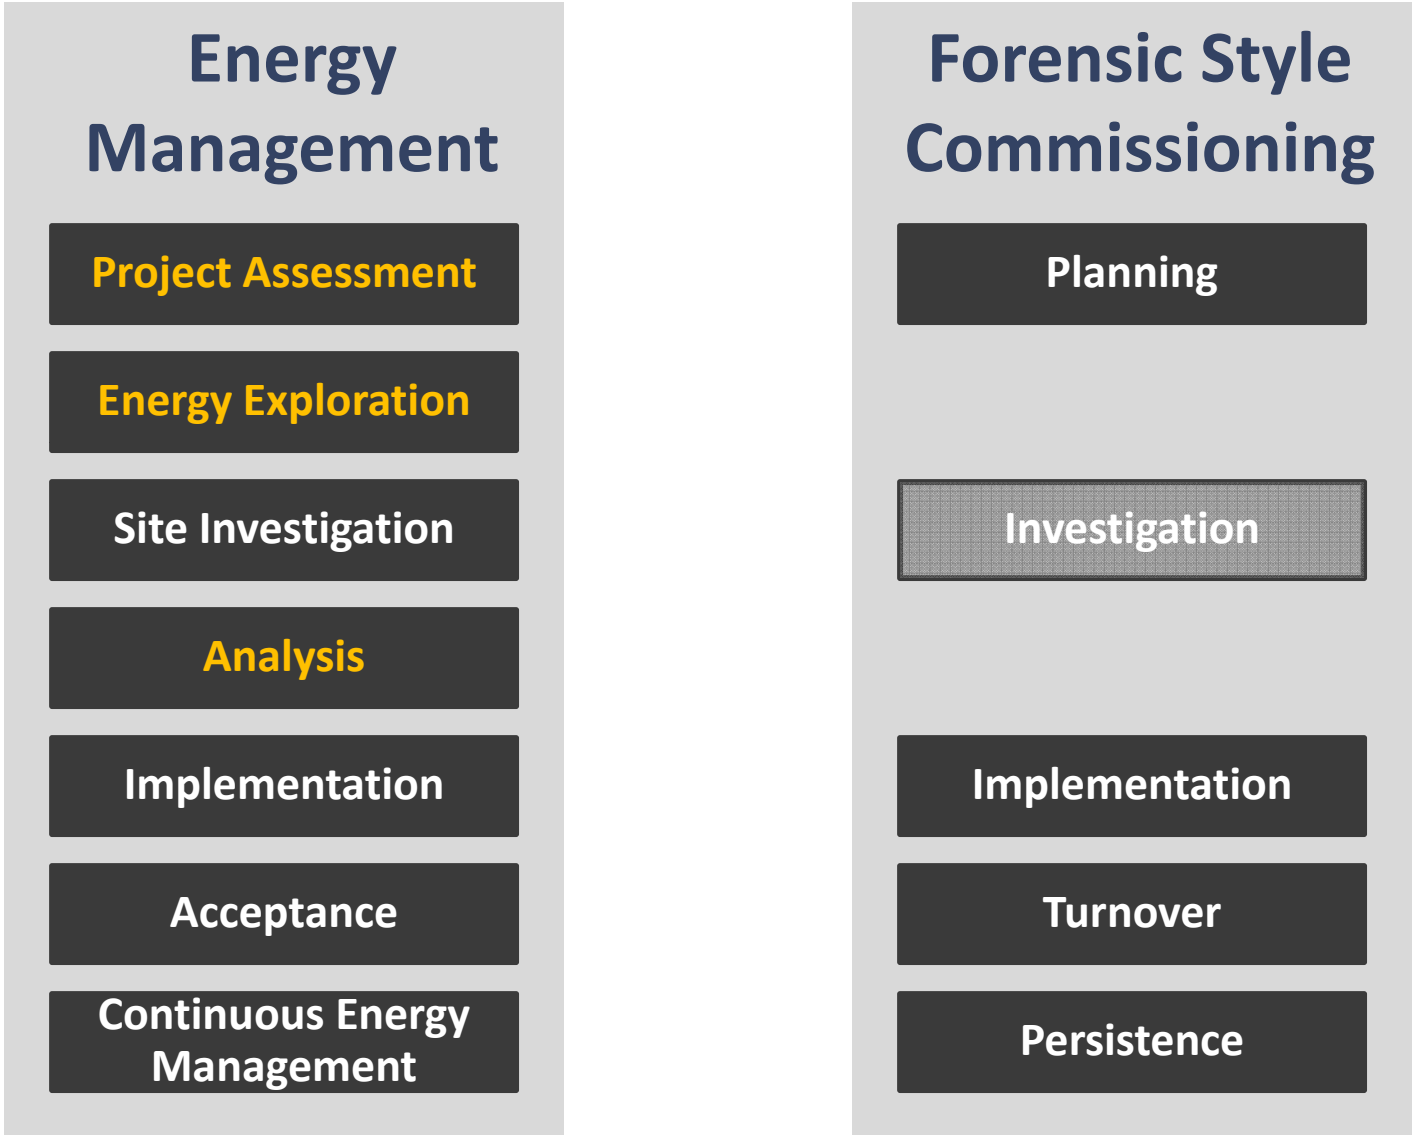 Energy
Management
Project Assessment
Energy Exploration
Site Investigation
Analysis
Implementation
Acceptance
Continuous Energy
Management
Forensic Style
Commissioning
Planning
Investigation
Implementation
Turnover
Persistence